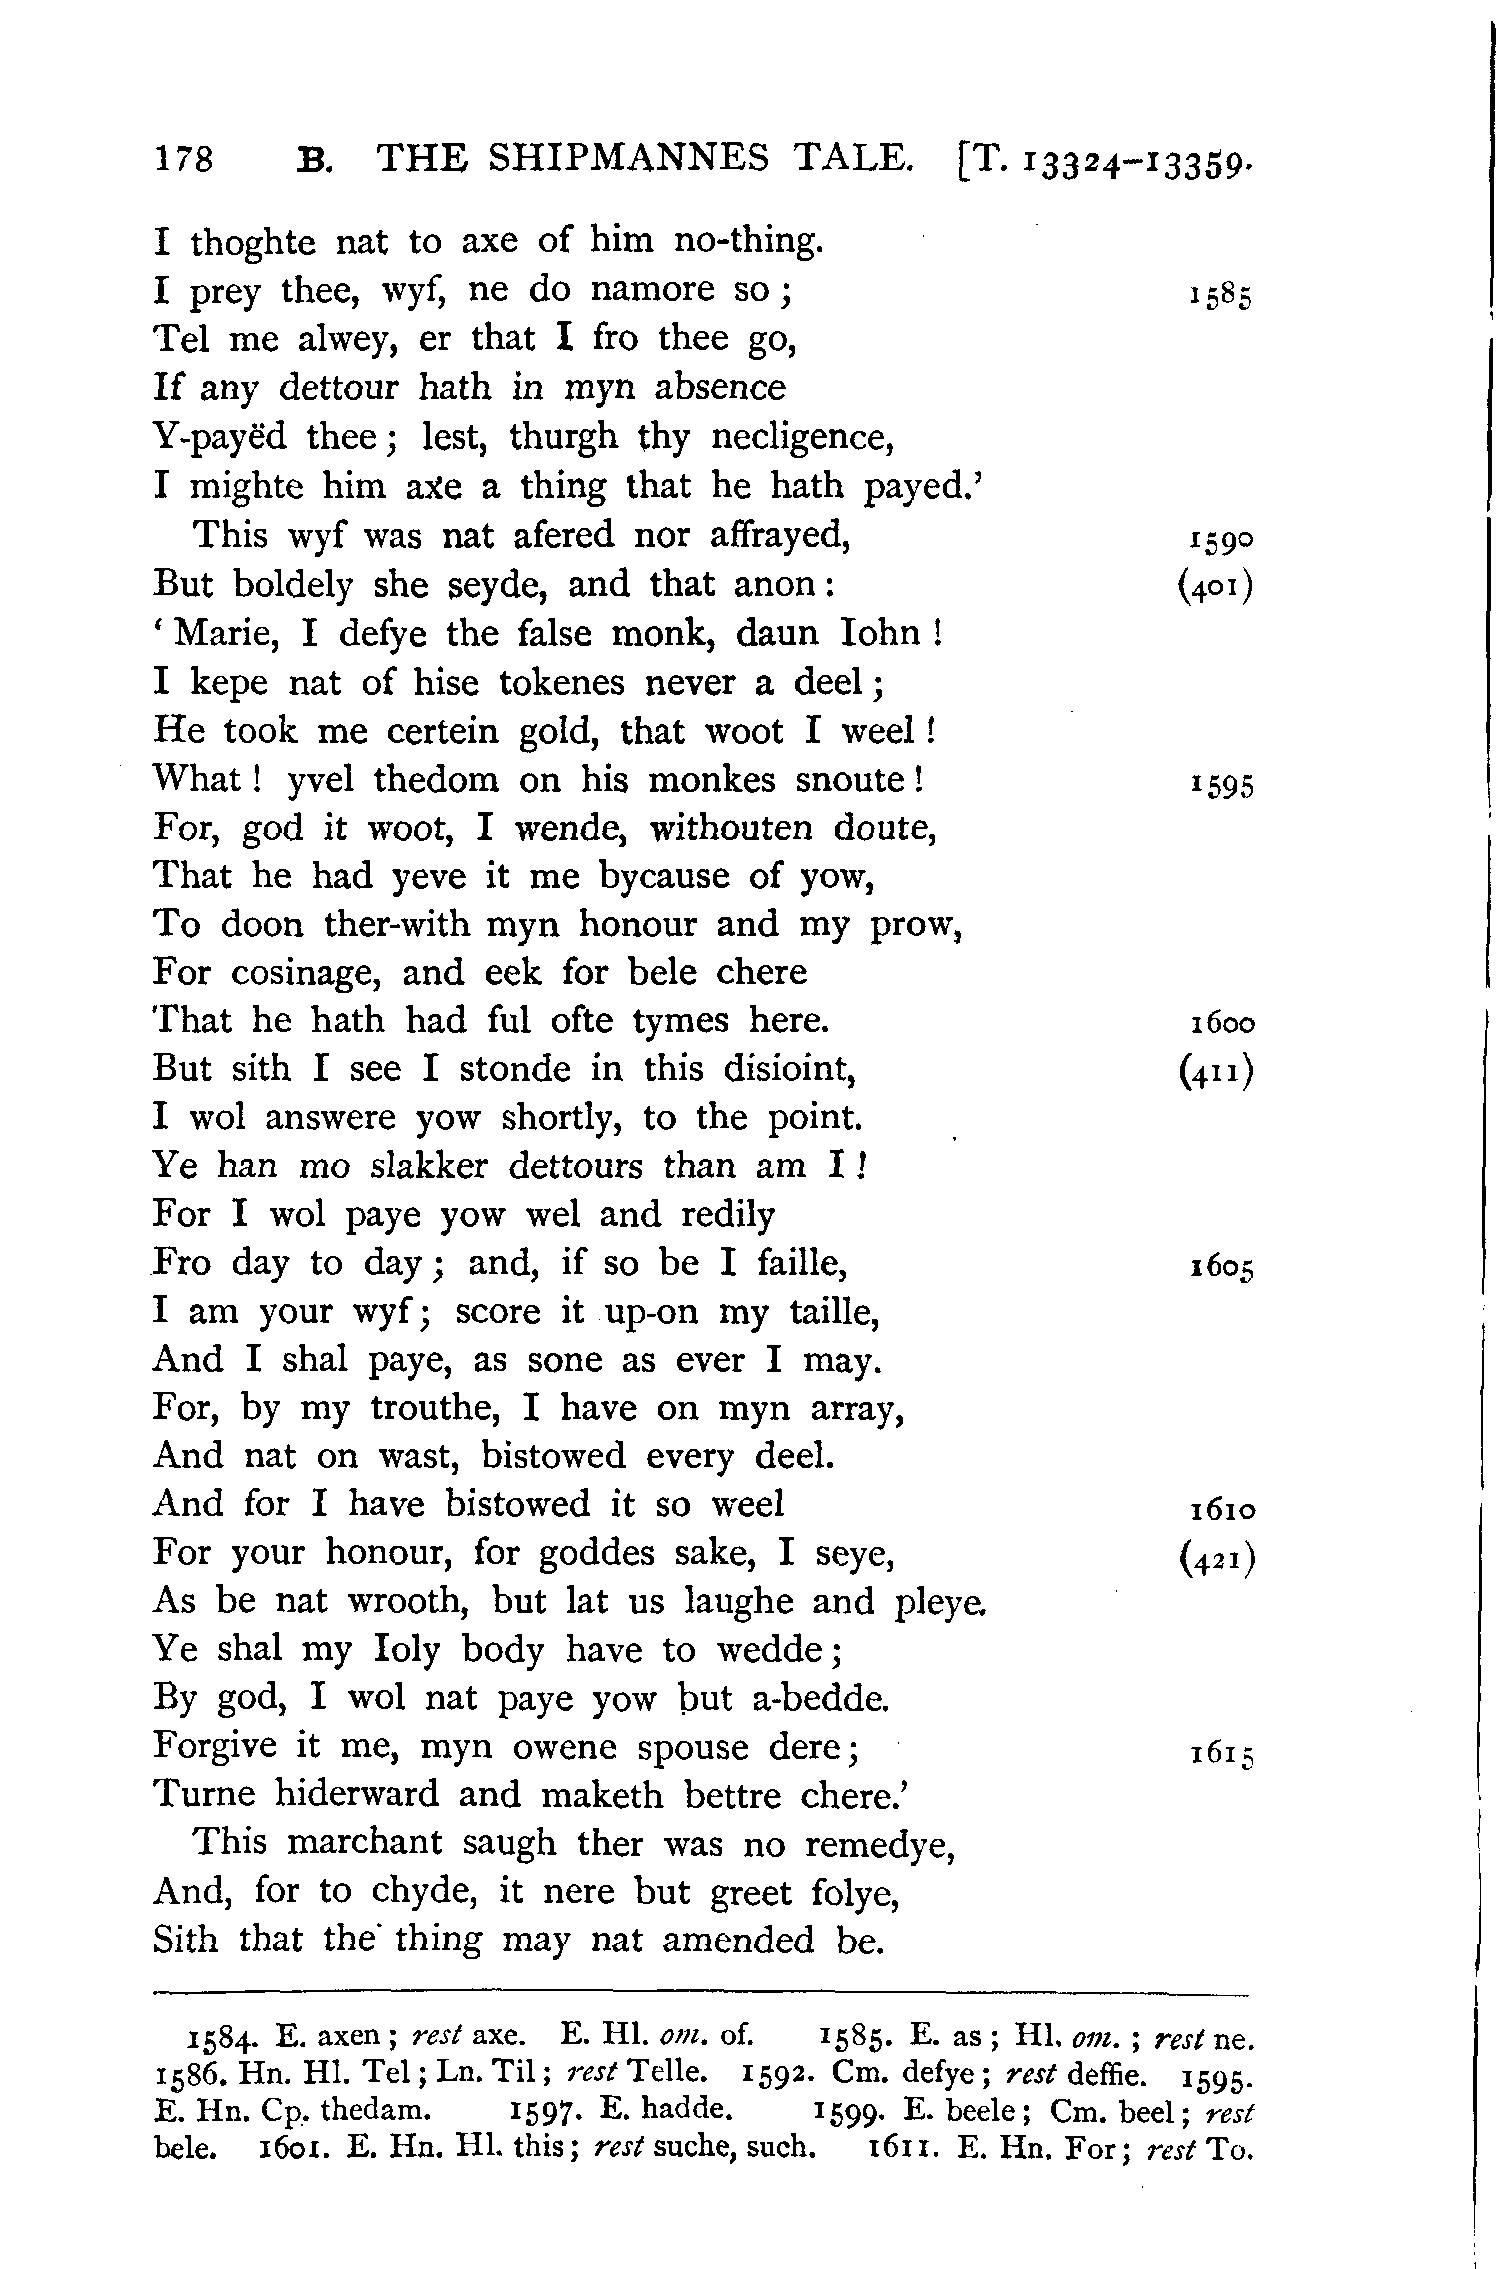 178 B. THE SHIPMANNES TALE. [T. 13324–13359.
I thoghte nat to axe of him no-thing.
I prey thee, wyf, ne do namore so; 1585
Tel me alwey, er that I fro thee go,
If any dettour hath in myn absence
Y-payëd thee; lest, thurgh thy necligence,
I mighte him axe a thing that he hath payed.’
This wyf was nat afered nor affrayed, 1590
But boldely she seyde, and that anon: (401)
‘Marie, I defye the false monk, daun Iohn!
I kepe nat of hise tokenes never a deel;
He took me certein gold, that woot I weel!
What! yvel thedom on his monkes snoute! 1595
For, god it woot, I wende, withouten doute,
That he had yeve it me bycause of yow,
To doon ther-with myn honour and my prow,
For cosinage, and eek for bele chere
That he hath had ful ofte tymes here. 1600
But sith I see I stonde in this disioint, (411)
I wol answere yow shortly, to the point.
Ye han mo slakker dettours than am I!
For I wol paye yow wel and redily
Fro day to day; and, if so be I faille, 1605
I am your wyf; score it up-on my taille,
And I shal paye, as sone as ever I may.
For, by my trouthe, I have on myn array,
And nat on wast, bistowed every deel.
And for I have bistowed it so weel 1610
For your honour, for goddes sake, I seye, (421)
As be nat wrooth, but lat us laughe and pleye.
Ye shal my Ioly body have to wedde;
By god, I wol nat paye yow but a-bedde.
Forgive it me, myn owene spouse dere; 1615
Turne hiderward and maketh bettre chere.’
This marchant saugh ther was no remedye,
And, for to chyde, it nere but greet folye,
Sith that the thing may nat amended be.
1584. E. axen; rest axe. E. Hl. om. of. 1585. E. as; Hl. om.; rest ne.
1586. Hn. Hl. Tel; Ln. Til; rest Telle. 1592. Cm. defye; rest deffie. 1595.
E. Hn. Cp. thedam. 1597. E. hadde. 1599. E. beele; Cm. beel; rest
bele. 1601. E. Hn. Hl. this; rest suche, such. 1611. E. Hn. For; rest To.